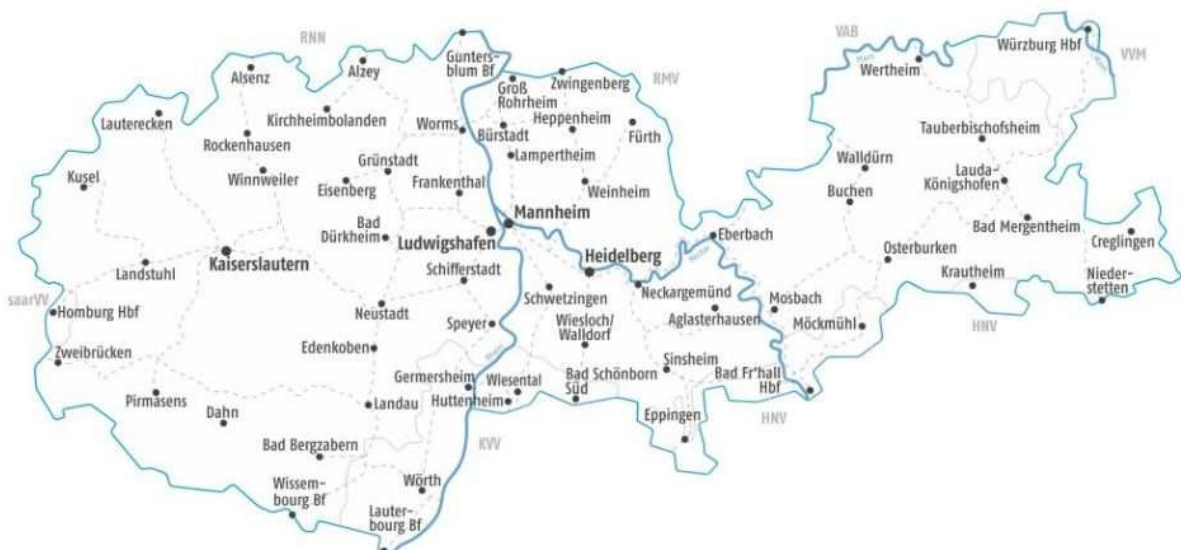 RNN
VAB
Würzburg Hbf
VVM
Gunters-
blum Bf
Alsenz
Alzey
Zwingenberg
RMV
Main
Wertheim
Groß
Rohrheim
Lauterecken
Kirchheimbolanden
Worms
Bürstadt
Heppenheim
Fürth
Tauberbischofsheim
Rockenhausen
Lampertheim
Grünstadt
Walldürn
Kusel
Winnweiler
Eisenberg
Frankenthal
Weinheim
Buchen
Lauda-
Königshofen
Mannheim
Bad
Dürkheim
Ludwigshafen
Eberbach
Bad Mergentheim
Creglingen
Kaiserslautern
Heidelberg
Neckar
Osterburken
Landstuhl
Schifferstadt
Krautheim
Nieder-
stetten
saarVV
Homburg Hbf
Neustadt
Schwetzingen
Neckargemünd
Mosbach
Aglasterhausen
Möckmühl
HNV
Speyer
Wiesloch/
Walldorf
Zweibrücken
Edenkoben
Rhein
Sinsheim
Germersheim
Wiesental
Bad Schönborn
Süd
Bad Fr'hall
Hbf
Pirmasens
Dahn
Landau
Huttenheim
Eppingen
HNV
Bad Bergzabern
KVV
Wissem-
bourg Bf
Wörth
Lauter-
bourg Bf